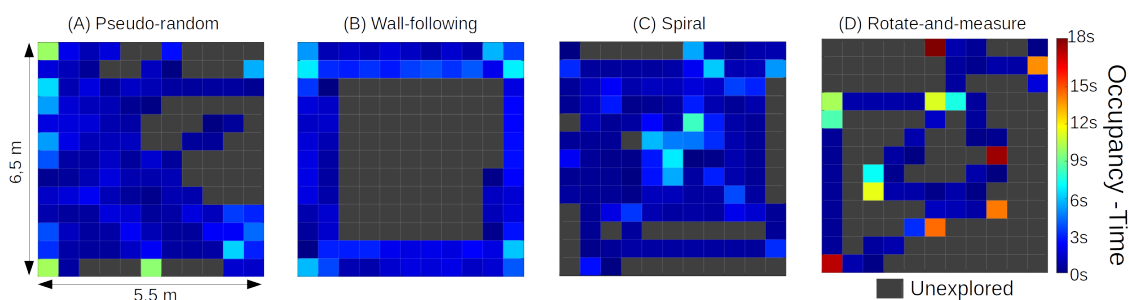 (A) Pseudo-random
(B) Wall-following
(C) Spiral
(D) Rotate-and-measure
6,5 m
5.5 m
18s
15s
12s
9s
6s
3s
0s
Occupancy -Time
Unexplored